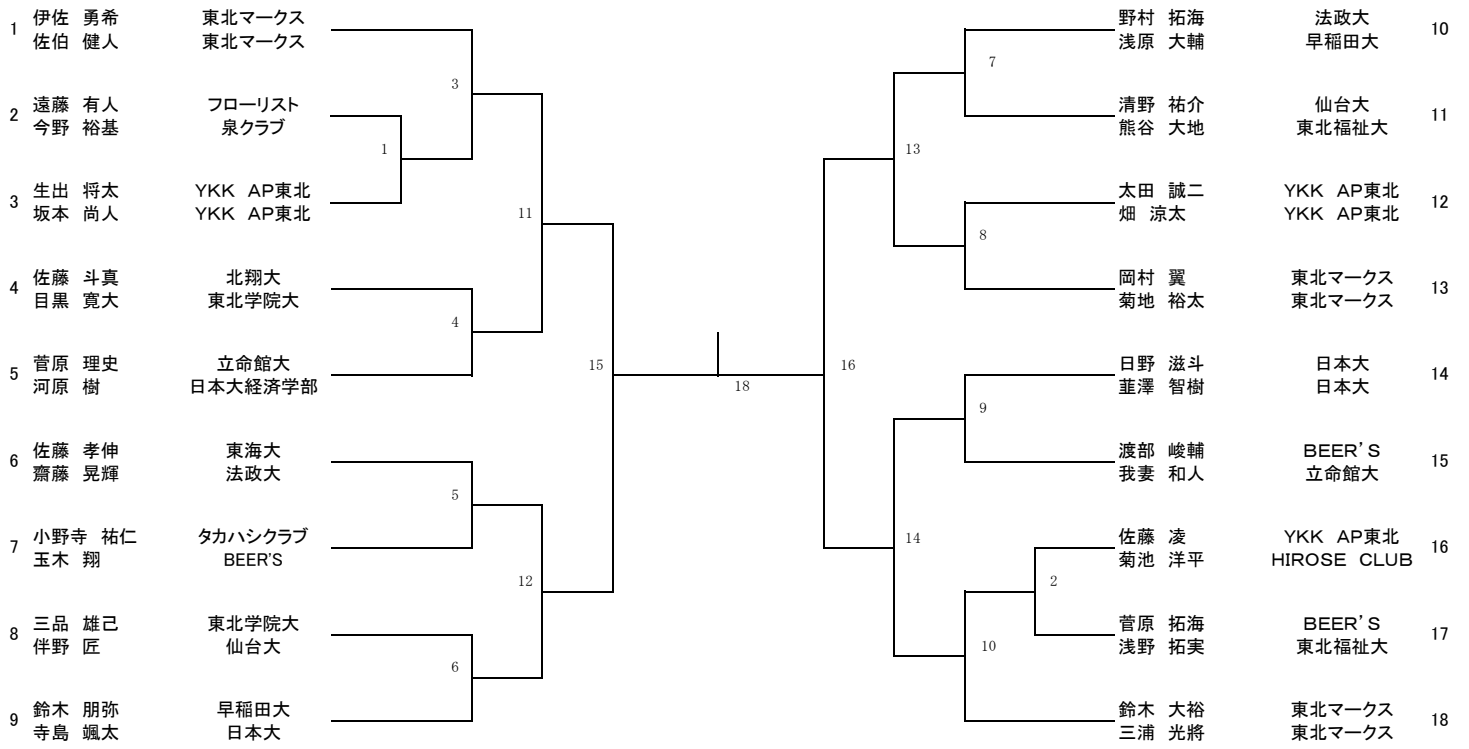 1 伊佐 勇希 東北マークス
佐伯 健人 東北マークス
2 遠藤 有人 フローリスト
今野 裕基 泉クラブ
3 生出 将太 YKK AP東北
坂本 尚人 YKK AP東北
4 佐藤 斗真 北翔大
目黒 寛大 東北学院大
5 菅原 理史 立命館大
河原 樹 日本大経済学部
6 佐藤 孝伸 東海大
齋藤 晃輝 法政大
7 小野寺 祐仁 タカハシクラブ
玉木 翔 BEER'S
8 三品 雄己 東北学院大
伴野 匠 仙台大
9 鈴木 朋弥 早稲田大
寺島 颯太 日本大
3
1
11
4
15
5
12
6
18
16
7
13
8
9
14
2
10
野村 拓海 法政大 10
浅原 大輔 早稲田大
清野 祐介 仙台大 11
熊谷 大地 東北福祉大
太田 誠二 YKK AP東北 12
畑 涼太 YKK AP東北
岡村 翼 東北マークス 13
菊地 裕太 東北マークス
日野 滋斗 日本大 14
韮澤 智樹 日本大
渡部 峻輔 BEER'S 15
我妻 和人 立命館大
佐藤 凌 YKK AP東北 16
菊池 洋平 HIROSE CLUB
菅原 拓海 BEER'S 17
浅野 拓実 東北福祉大
鈴木 大裕 東北マークス 18
三浦 光將 東北マークス